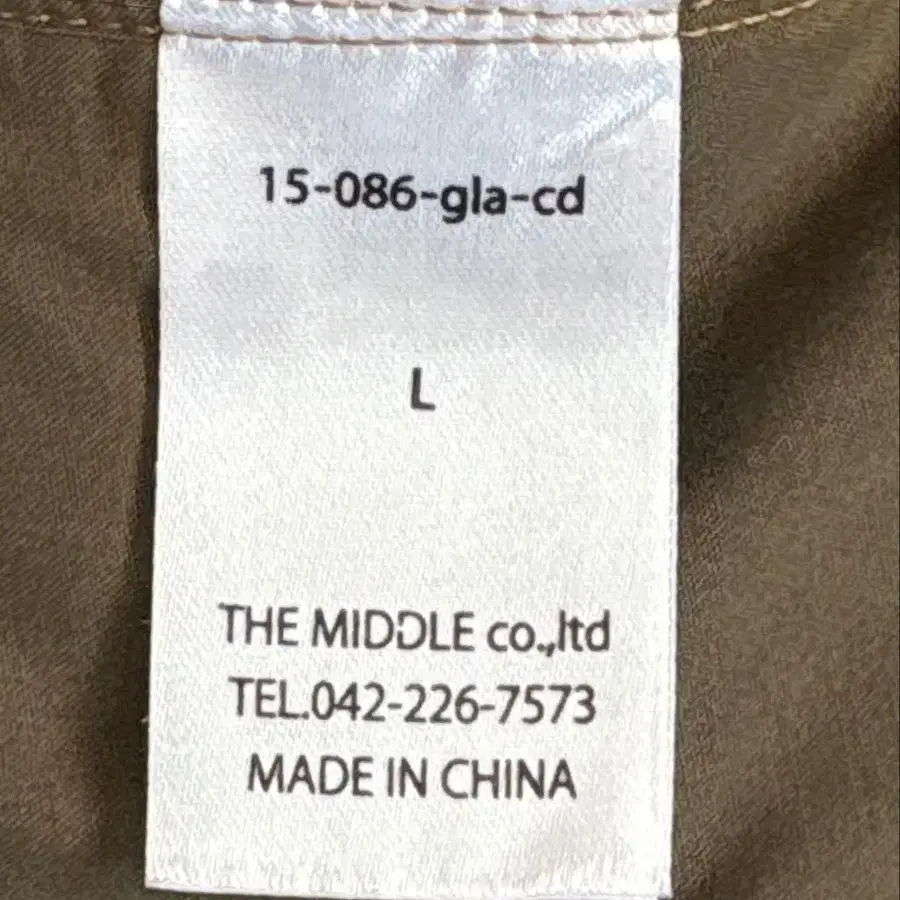 15-086-gla-cd
L
THE MIDDLE co.,ltd
TEL.042-226-7573
MADE IN CHINA